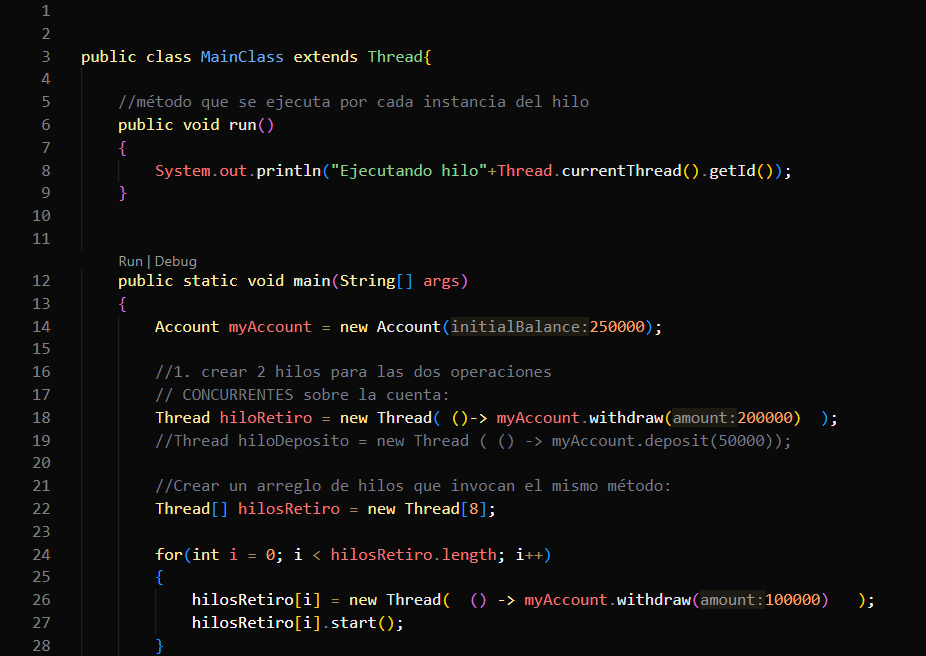 1
2
3 public class MainClass extends Thread{
4
5 //método que se ejecuta por cada instancia del hilo
6 public void run()
7 {
8 System.out.println("Ejecutando hilo"+Thread.currentThread().getId());
9 }
10
11
Run | Debug
12 public static void main(String[] args)
13 {
14 Account myAccount = new Account(initialBalance:250000);
15
16 //1. crear 2 hilos para las dos operaciones
17 // CONCURRENTES sobre la cuenta:
18 Thread hiloRetiro = new Thread( ()-> myAccount.withdraw(amount:200000)  );
19 //Thread hiloDeposito = new Thread ( () -> myAccount.deposit(50000));
20
21 //Crear un arreglo de hilos que invocan el mismo método:
22 Thread[] hilosRetiro = new Thread[8];
23
24 for(int i = 0; i < hilosRetiro.length; i++)
25 {
26 hilosRetiro[i] = new Thread(  () -> myAccount.withdraw(amount:100000)   );
27 hilosRetiro[i].start();
28 }